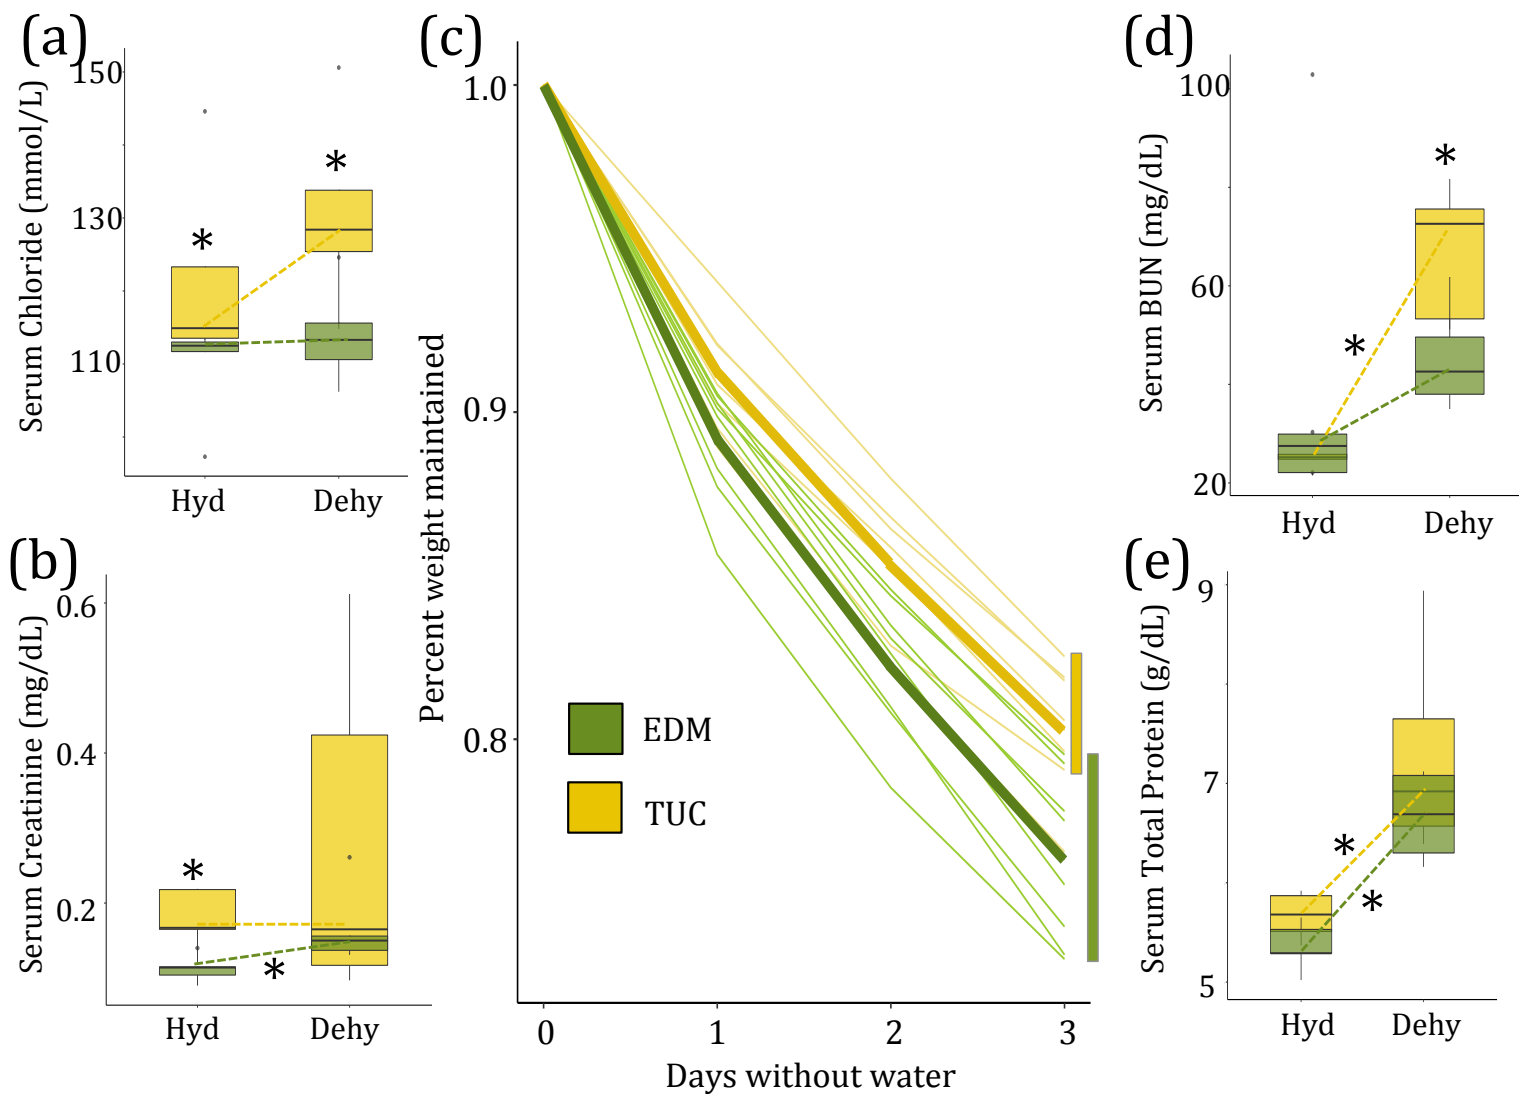 (a)
Serum Chloride (mmol/L)
150
130
110
*
*
Hyd Dehy
(b)
Serum Creatinine (mg/dL)
0.6
0.4
0.2
*
*
Hyd Dehy
(c)
Percent weight maintained
1.0
0.9
0.8
EDM
TUC
0 1 2 3
Days without water
(d)
Serum BUN (mg/dL)
100
60
20
*
*
Hyd Dehy
(e)
Serum Total Protein (g/dL)
9
7
5
*
*
Hyd Dehy